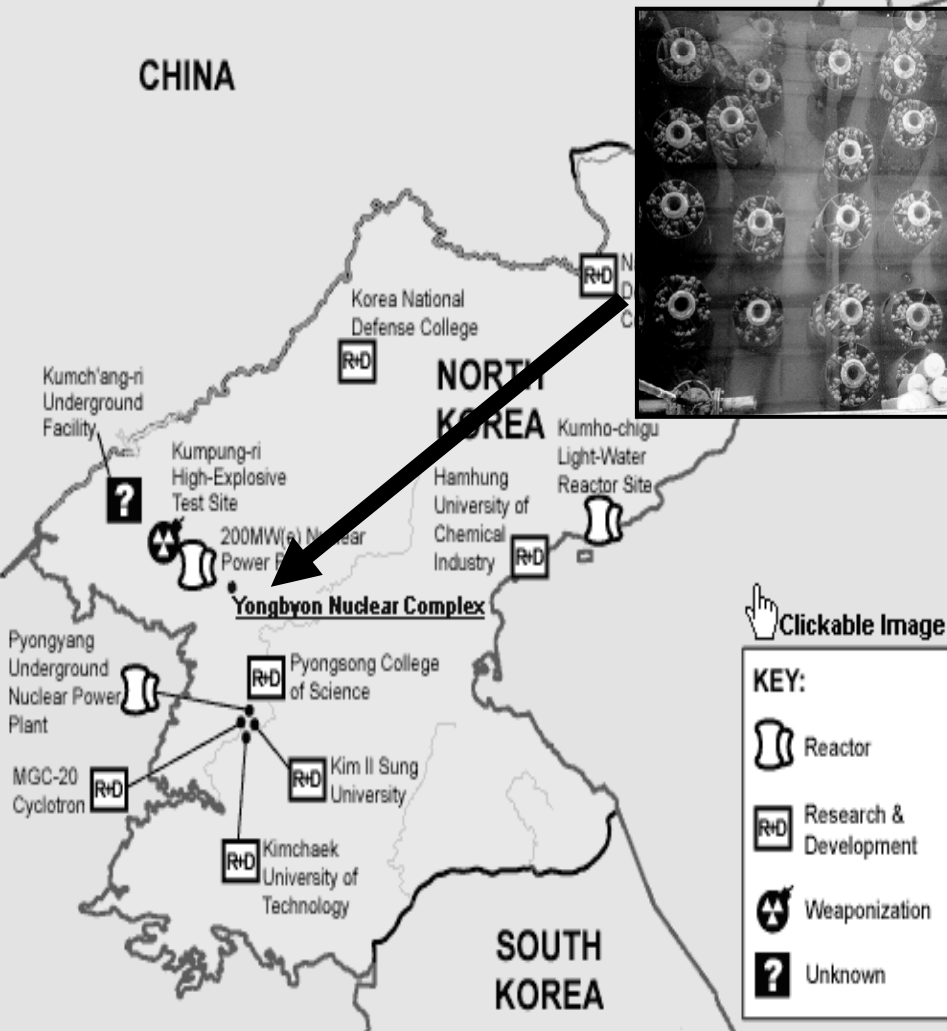 CHINA
N
D
C
R+D
Korea National
Defense College
R+D
NORTH
KOREA
Kumch'ang-ri
Underground
Facility
?
Kumpung-ri
High-Explosive
Test Site
200MW(e) Nuclear
Power
Kumho-chigu
Light-Water
Reactor Site
Hamhung
University of
Chemical
Industry
R+D
Yongbyon Nuclear Complex
Pyongyang
Underground
Nuclear Power
Plant
R+D
Pyongsong College
of Science
MGC-20
Cyclotron
R+D
R+D
Kim Il Sung
University
R+D
Kimchaek
University of
Technology
SOUTH
KOREA
Clickable Image
KEY:
Reactor
R+D
Research &
Development
Weaponization
?
Unknown